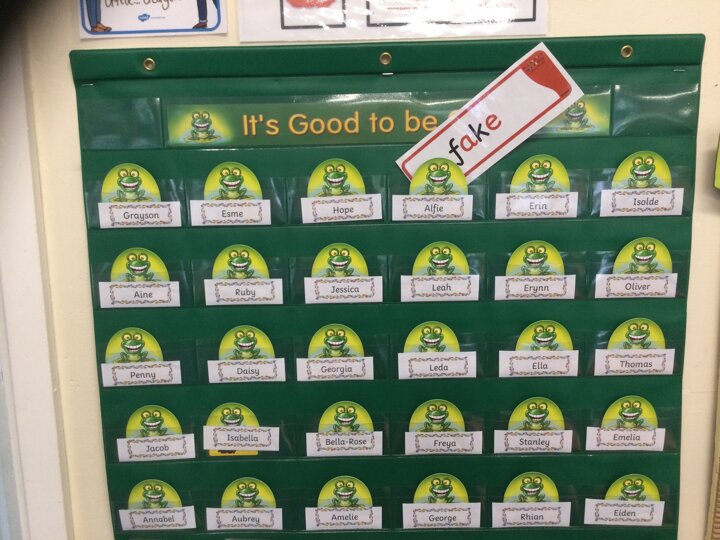 It's Good to be
fake
Grayson Esme Hope Alfie Erin Isolde
Aine Ruby Jessica Leah Erynn Oliver
Penny Daisy Georgia Leda Ella Thomas
Jacob Isabella Bella-Rose Freya Stanley Emelia
Annabel Aubrey Amelie George Rhian Eiden